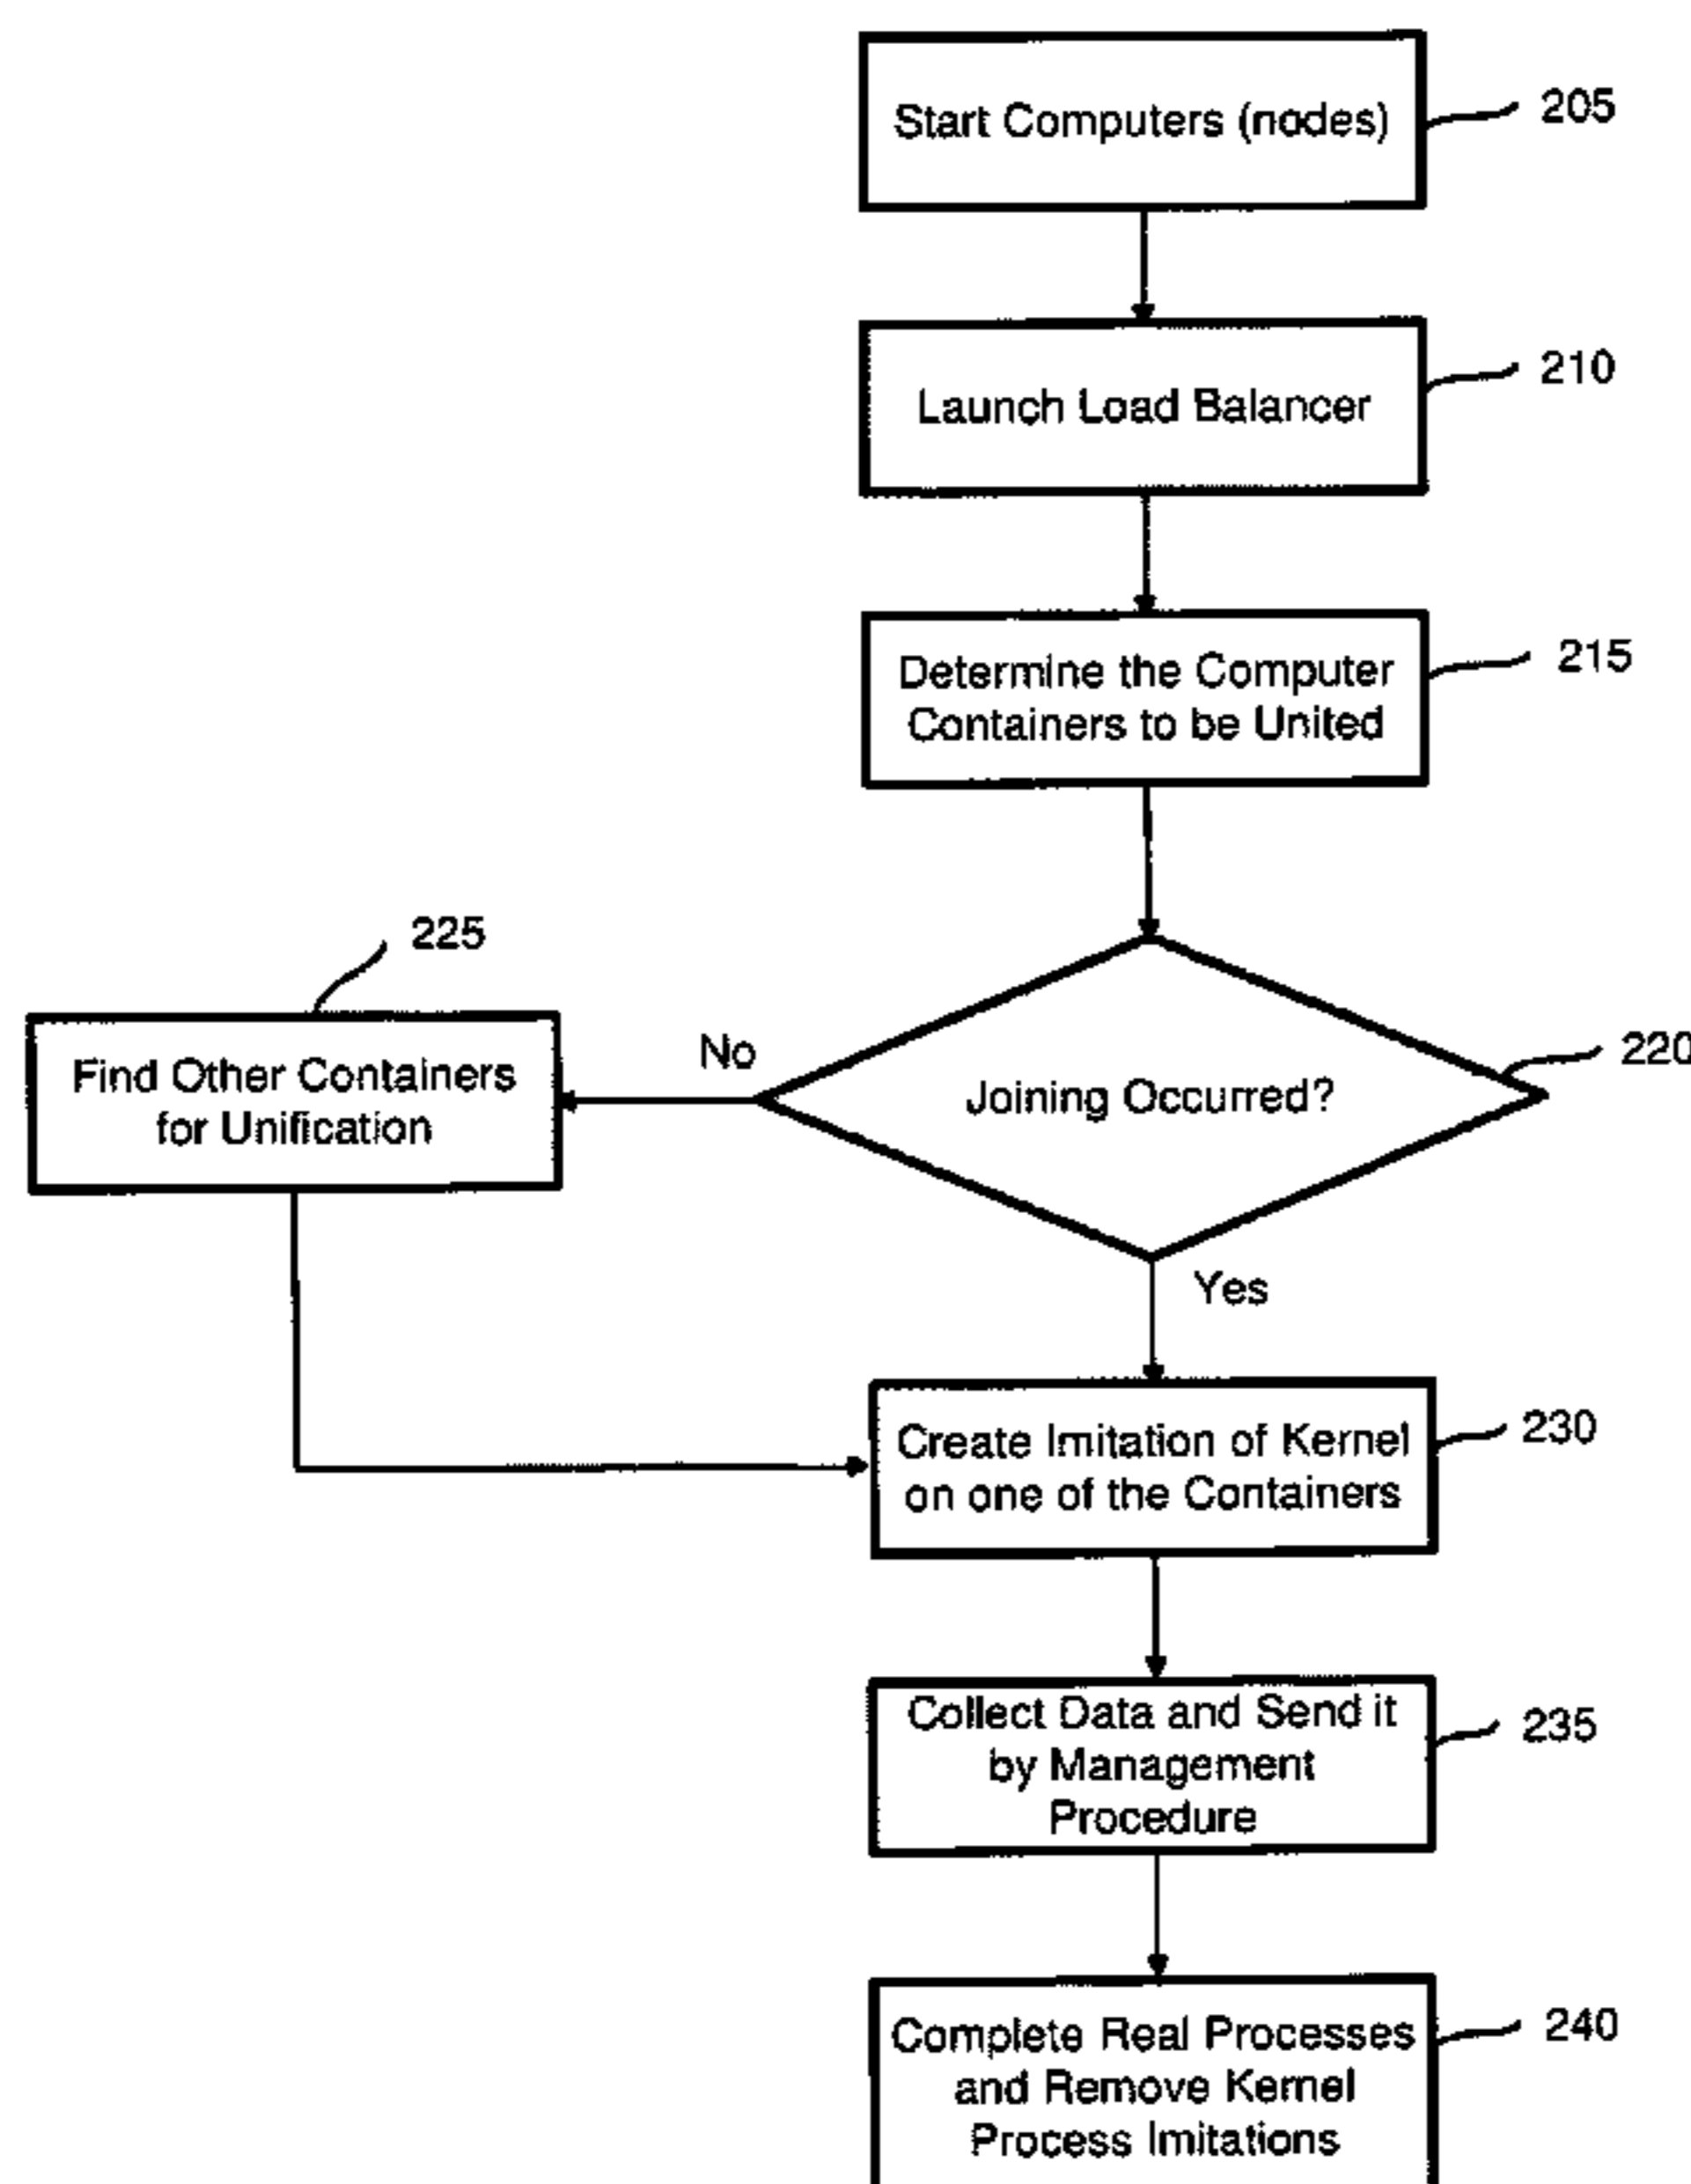 Start Computers (nodes)
205
Launch Load Balancer
210
Determine the Computer
Containers to be United
215
225
Find Other Containers
for Unification
No
Joining Occurred?
220
Yes
Create Imitation of Kernel
on one of the Containers
230
Collect Data and Send it
by Management
Procedure
235
Complete Real Processes
and Remove Kernel
Process Imitations
240